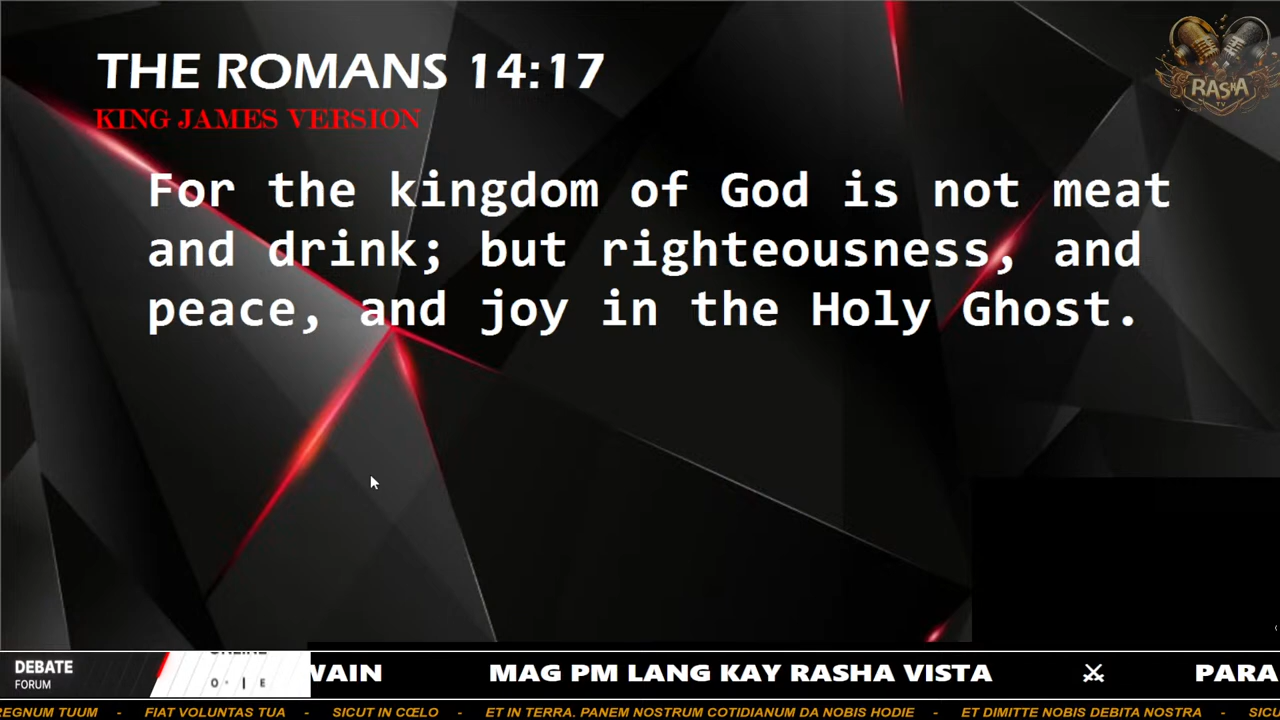 THE ROMANS 14:17
KING JAMES VERSION
RASHA
TV
For the kingdom of God is not meat
and drink; but righteousness, and
peace, and joy in the Holy Ghost.
DEBATE
FORUM
WAIN MAG PM LANG KAY RASHA VISTA ⚔ PARA
REGNUM TUUM - FIAT VOLUNTAS TUA - SICUT IN CŒLO - ET IN TERRA. PANEM NOSTRUM COTIDIANUM DA NOBIS HODIE - ET DIMITTE NOBIS DEBITA NOSTRA -